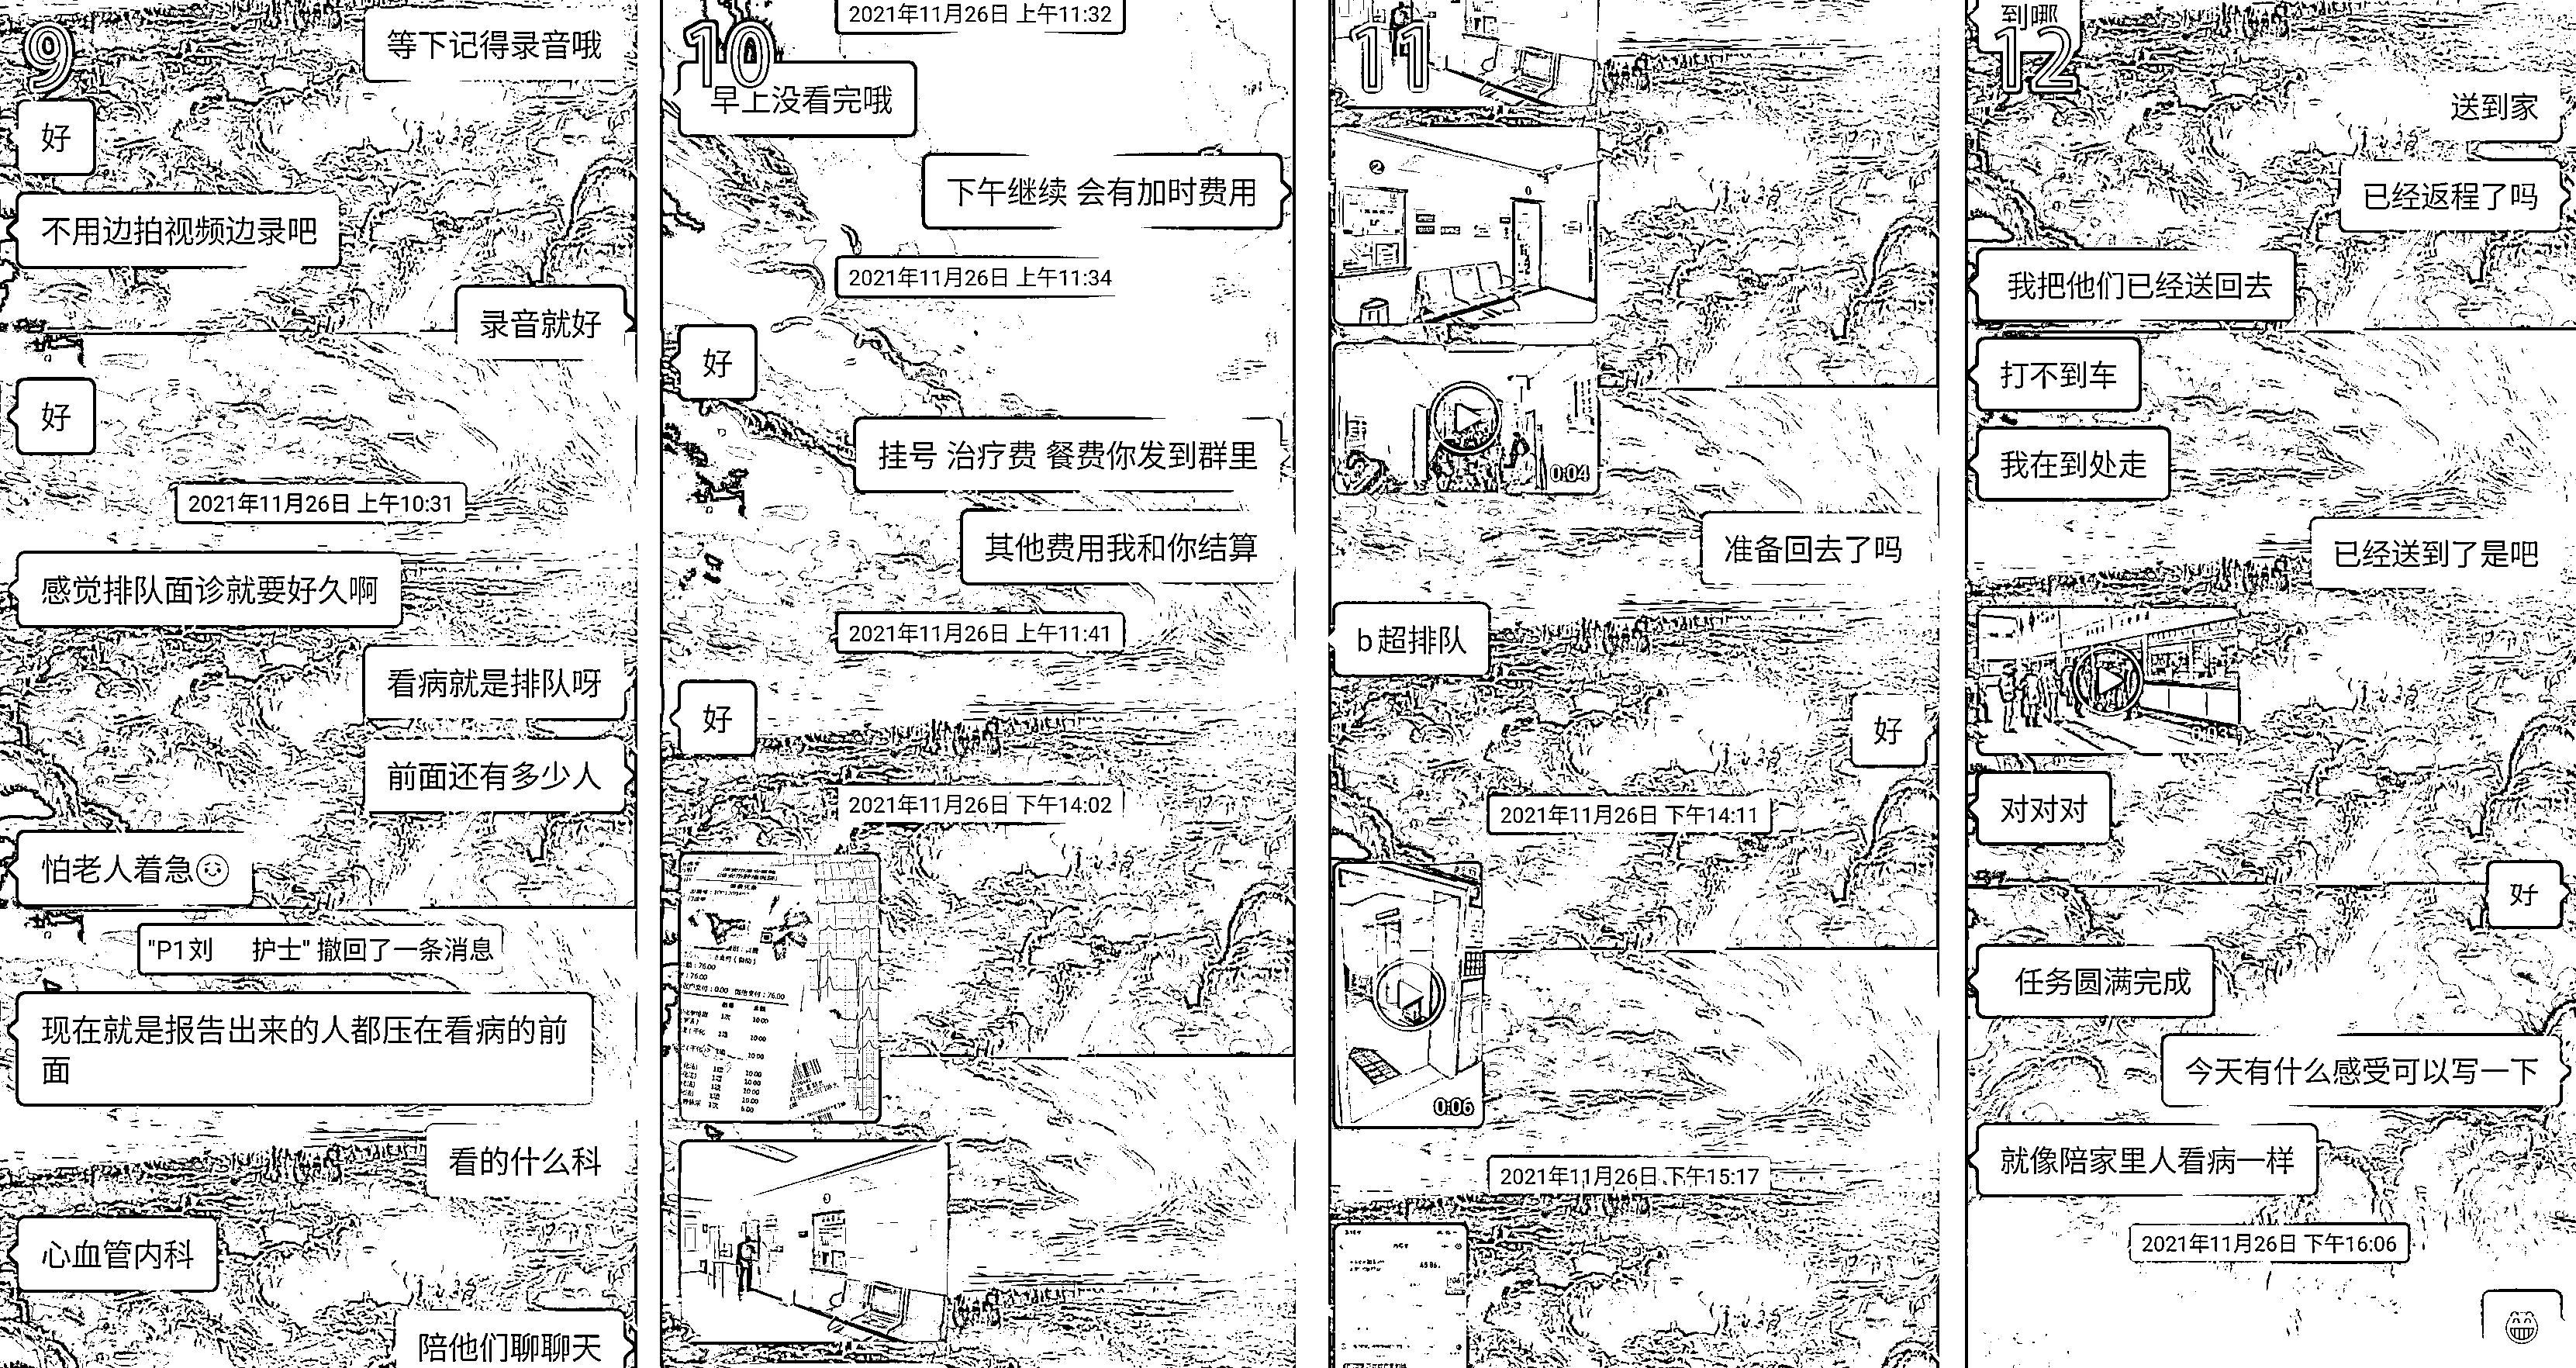 9
等下记得录音哦
好
不用边拍视频边录吧
录音就好
好
2021年11月26日 上午10:31
感觉排队面诊就要好久啊
看病就是排队呀
前面还有多少人
怕老人着急
"P1刘 护士" 撤回了一条消息
现在就是报告出来的人都压在看病的前
面
看的什么科
心血管内科
陪他们聊聊天
10
2021年11月26日 上午11:32
早上没看完哦
下午继续 会有加时费用
2021年11月26日 上午11:34
好
挂号 治疗费 餐费你发到群里
其他费用我和你结算
2021年11月26日 上午11:41
好
2021年11月26日 下午14:02
11
0:04
准备回去了吗
b超排队
好
2021年11月26日 下午14:11
0:06
2021年11月26日 下午15:17
到哪
12
送到家
已经返程了吗
我把他们已经送回去
打不到车
我在到处走
已经送到了是吧
对对对
好
任务圆满完成
今天有什么感受可以写一下
就像陪家里人看病一样
2021年11月26日 下午16:06